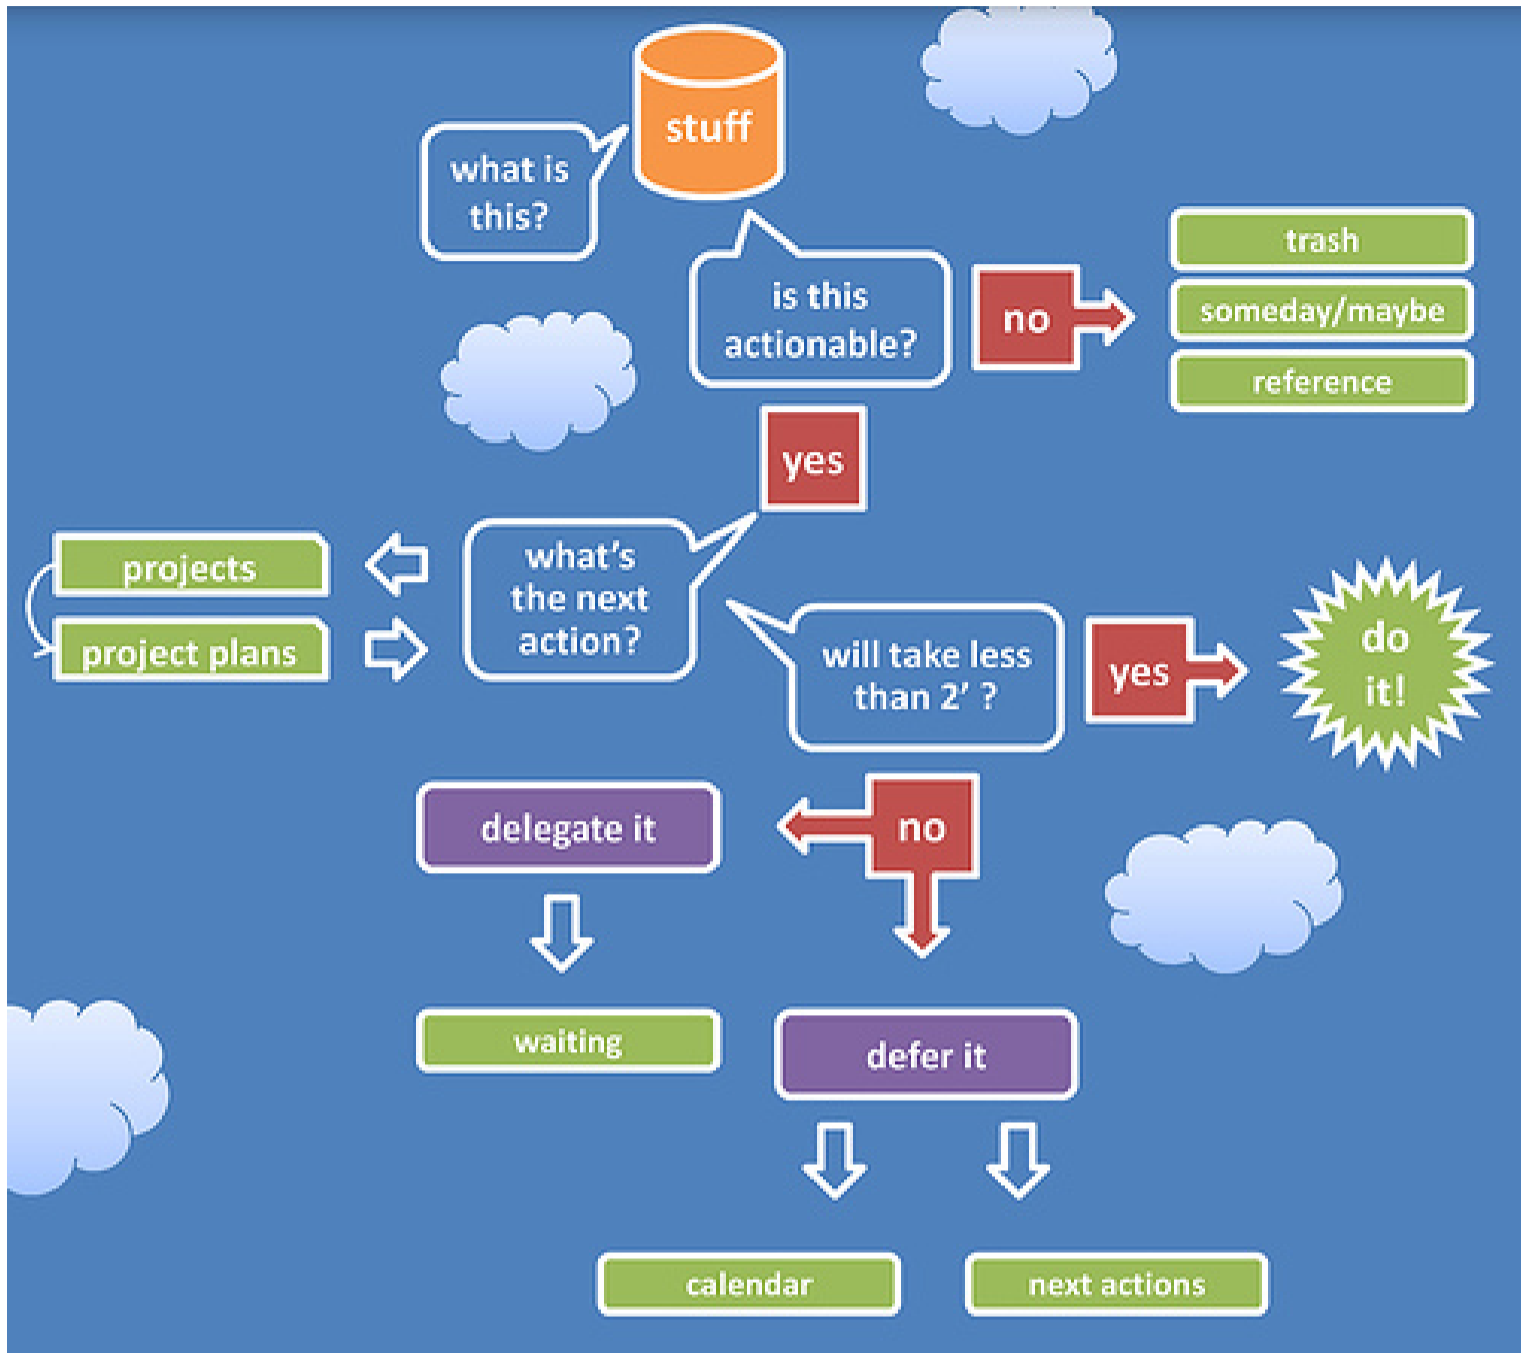 stuff
what is
this?
is this
actionable?
no
trash
someday/maybe
reference
yes
projects
project plans
what's
the next
action?
will take less
than 2' ?
yes
do
it!
delegate it
no
waiting
defer it
calendar
next actions